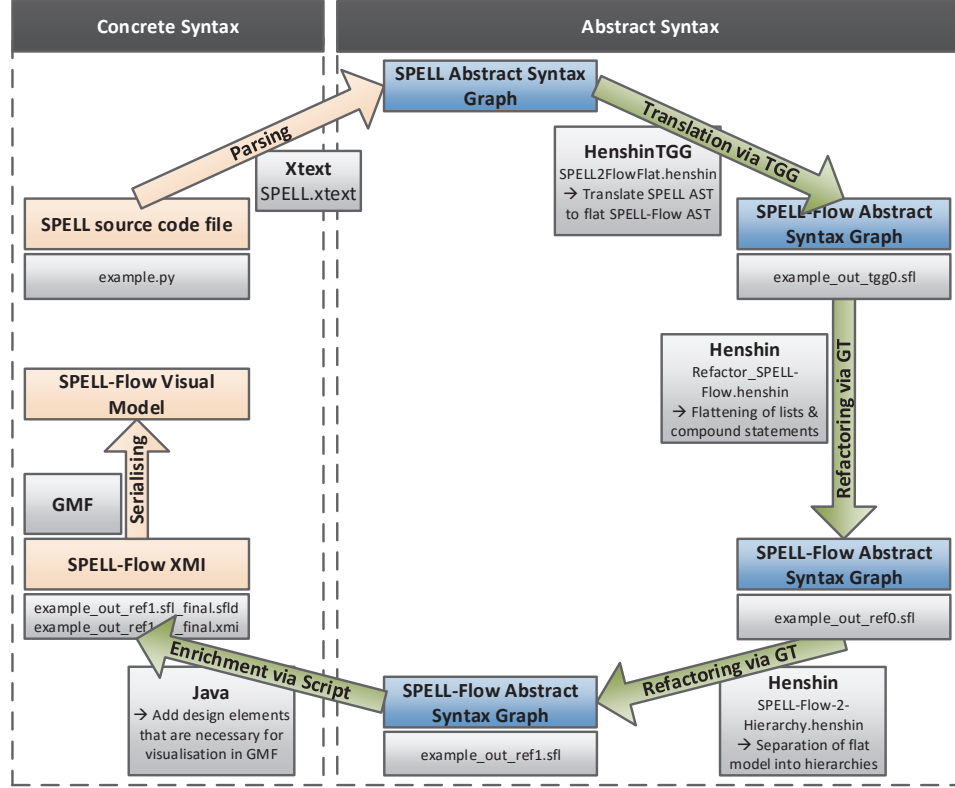 Concrete Syntax
Abstract Syntax
SPELL Abstract Syntax
Graph
Parsing
Translation via TGG
Xtext
SPELL.xtext
HenshinTGG
SPELL2FlowFlat.henshin
→ Translate SPELL AST
to flat SPELL-Flow AST
SPELL source code file
example.py
SPELL-Flow Abstract
Syntax Graph
example_out_tgg0.sfl
Henshin
Refactor_SPELL-
Flow.henshin
→ Flattening of lists &
compound statements
Refactoring via GT
SPELL-Flow Visual
Model
Serialising
GMF
SPELL-Flow XMI
example_out_ref1.sfl_final.sfld
example_out_ref1 _final.xmi
SPELL-Flow Abstract
Syntax Graph
example_out_ref0.sfl
Enrichment via Script
Refactoring via GT
Java
→ Add design elements
that are necessary for
visualisation in GMF
SPELL-Flow Abstract
Syntax Graph
example_out_ref1.sfl
Henshin
SPELL-Flow-2-
Hierarchy.henshin
→ Separation of flat
model into hierarchies